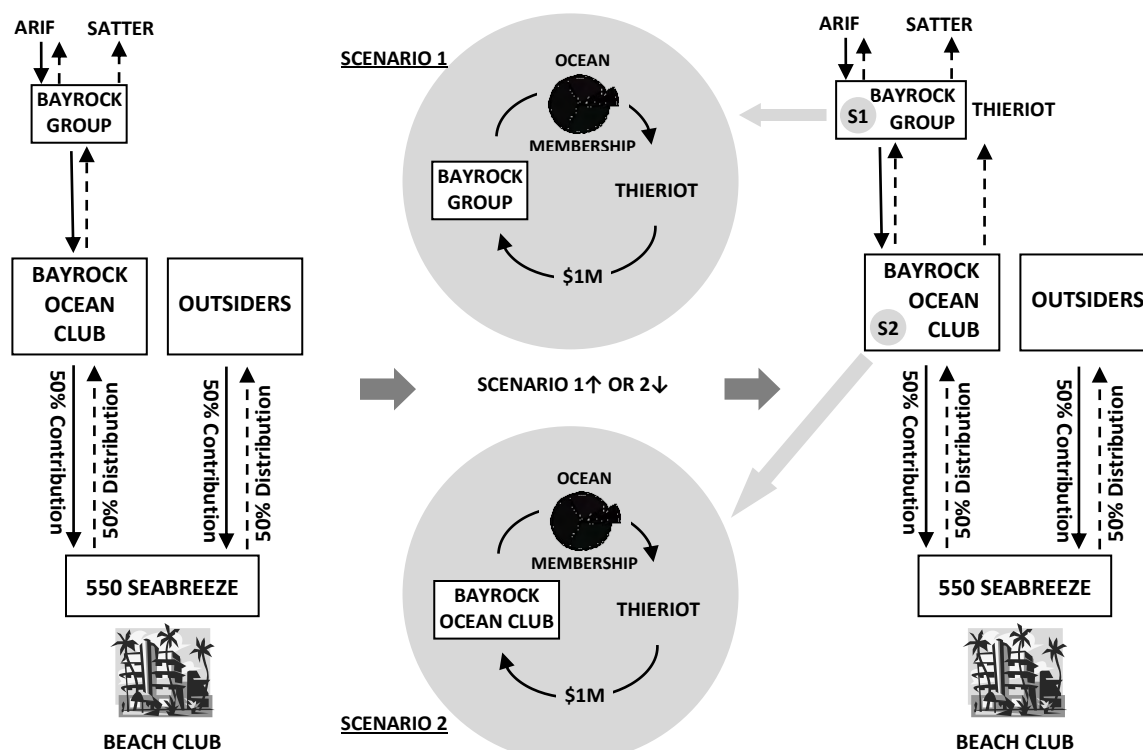 ARIF
SATTER
BAYROCK
GROUP
BAYROCK
OCEAN
CLUB
OUTSIDERS
50% Contribution
50% Distribution
50% Contribution
50% Distribution
550 SEABREEZE
BEACH CLUB
SCENARIO 1
OCEAN
MEMBERSHIP
BAYROCK
GROUP
THIERIOT
$1M
SCENARIO 1↑ OR 2↓
OCEAN
MEMBERSHIP
BAYROCK
OCEAN CLUB
THIERIOT
$1M
SCENARIO 2
ARIF
SATTER
S1
BAYROCK
GROUP
THIERIOT
BAYROCK
OCEAN
CLUB
S2
OUTSIDERS
50% Contribution
50% Distribution
50% Contribution
50% Distribution
550 SEABREEZE
BEACH CLUB